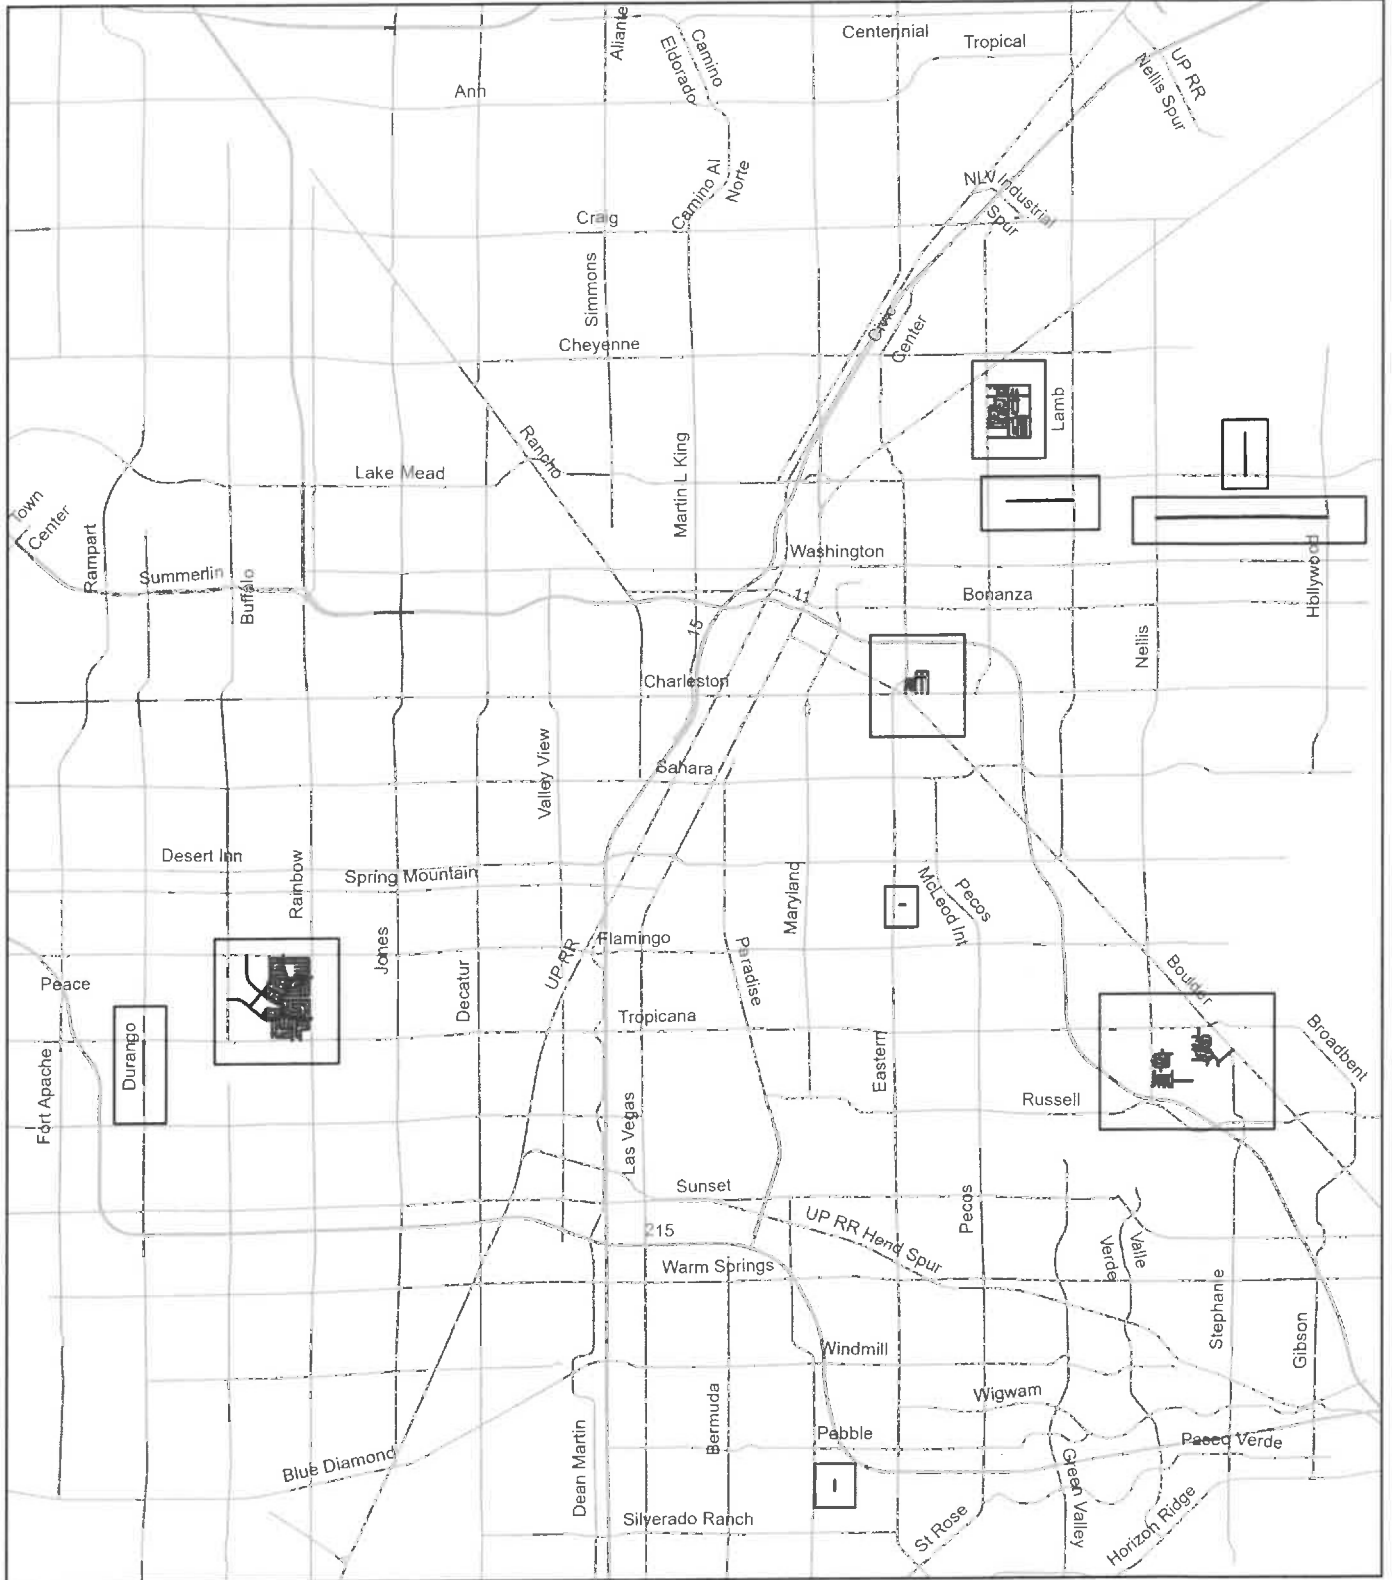 Aliante
Centennial
Tropical
Camino
Eldorado
UP RR
Nellis Spur
Ann
Camino Al
Norte
NLV Industrial
Spur
Craig
Simmons
Civic
Center
Cheyenne
Lamb
Rancho
Martin L King
Lake Mead
Town
Center
Rampart
Washington
Summerlin
Buffalo
11
Bonanza
Hollywood
15
Nellis
Charleston
Valley View
Sahara
Desert Inn
Rainbow
Spring Mountain
Maryland
Pecos
McLeod Int
Jones
Flamingo
UP RR
Paradise
Decatur
Peace
Boulder
Tropicana
Durango
Broadbent
Fort Apache
Eastern
Russell
Las Vegas
Sunset
Pecos
UP RR Hend Spur
215
Valle
Verde
Warm Springs
Stephanie
Gibson
Windmill
Wigwam
Bermuda
Pebble
Paseo Verde
Blue Diamond
Dean Martin
Green Valley
Silverado Ranch
St Rose
Horizon Ridge